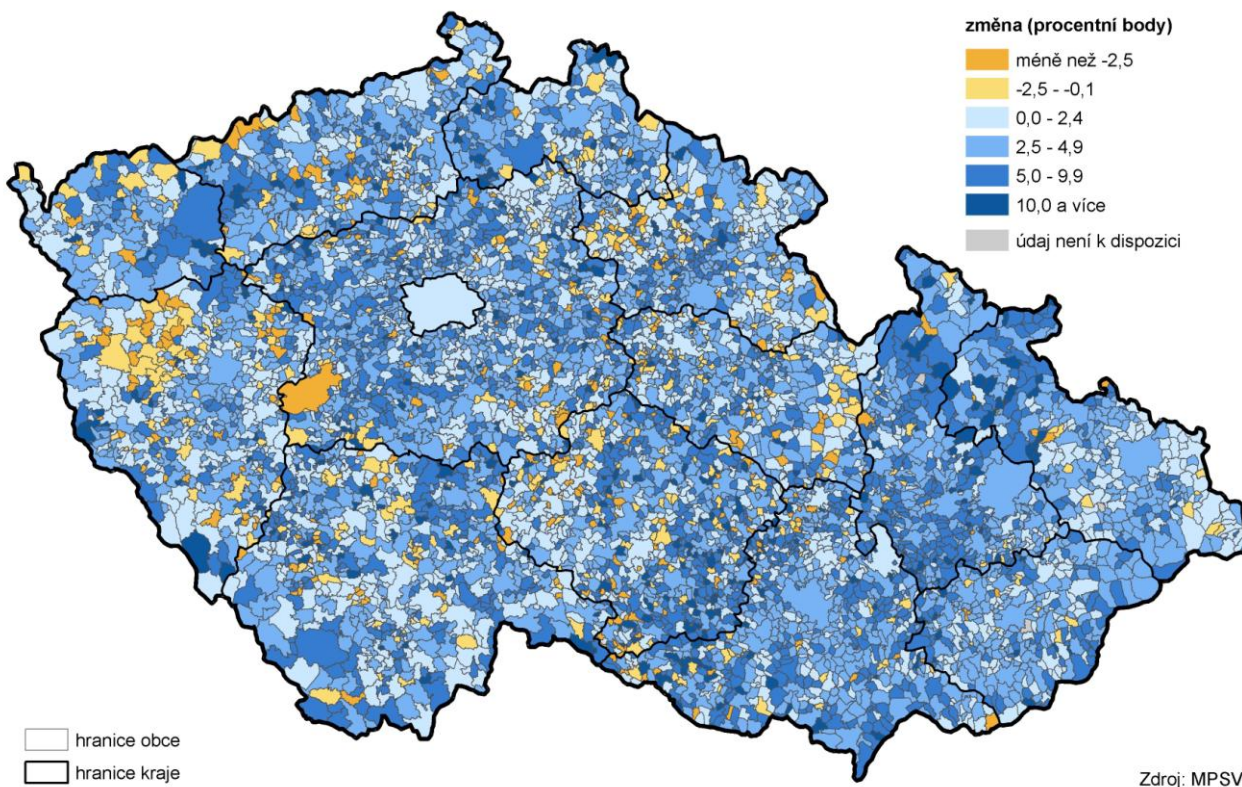 změna (procentní body)
méně než -2,5
-2,5 - -0,1
0,0 - 2,4
2,5 - 4,9
5,0 - 9,9
10,0 a více
údaj není k dispozici
hranice obce
hranice kraje
Zdroj: MPSV